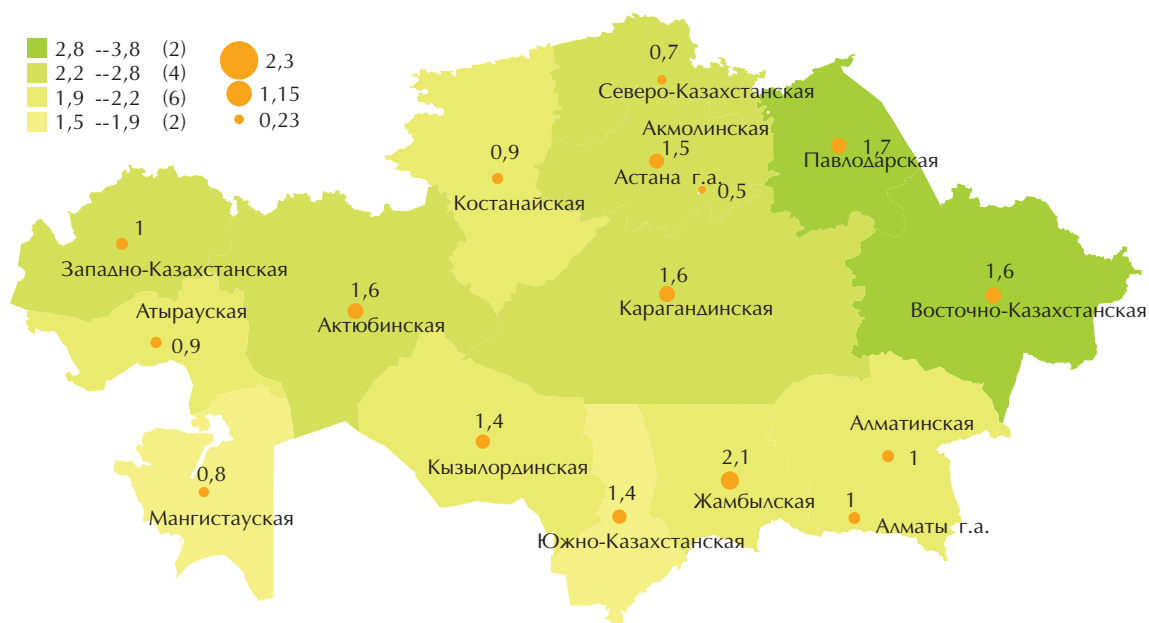 2,8 --3,8 (2)
2,2 --2,8 (4)
1,9 --2,2 (6)
1,5 --1,9 (2)
2,3
1,15
0,23
0,7
Северо-Казахстанская
Акмолинская
1,5
Астана г.а.
0,5
1,7
Павлодарская
0,9
Костанайская
1
Западно-Казахстанская
Атырауская
0,9
1,6
Актюбинская
1,6
Карагандинская
1,6
Восточно-Казахстанская
1,4
Кызылординская
0,8
Мангистауская
1,4
Южно-Казахстанская
2,1
Жамбылская
Алматинская
1
1
Алматы г.а.